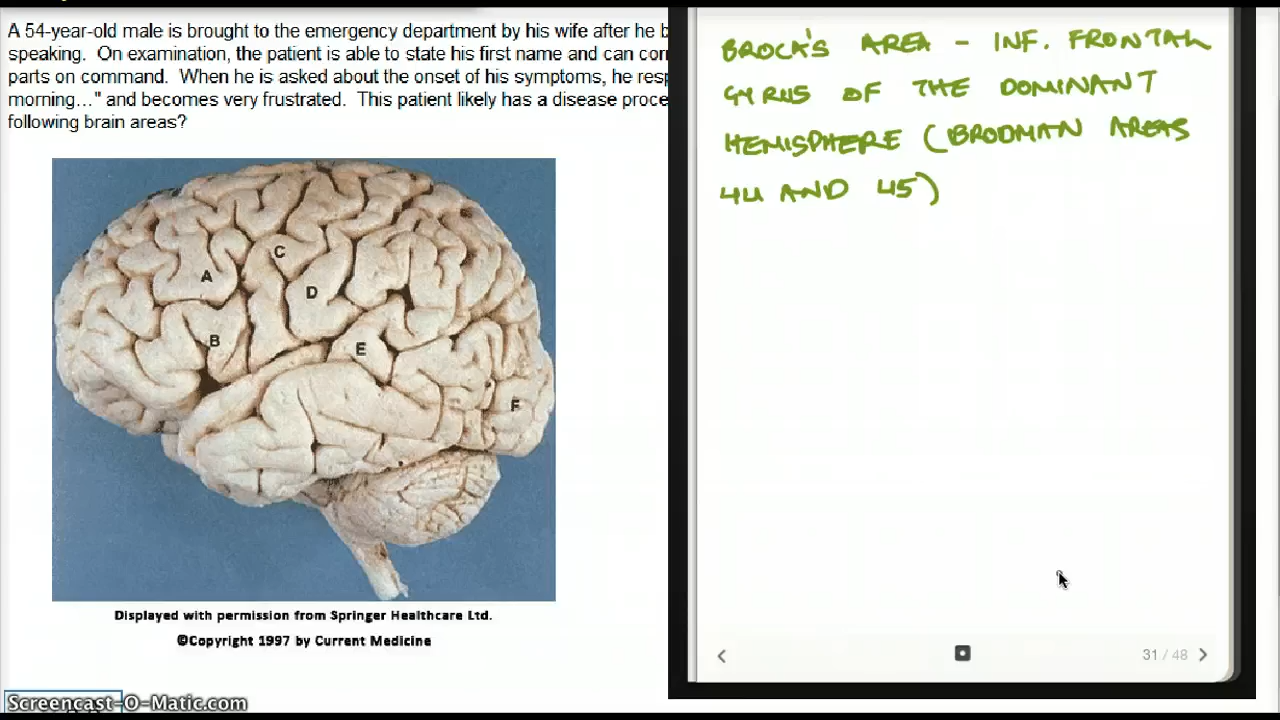 A 54-year-old male is brought to the emergency department by his wife after he b
speaking. On examination, the patient is able to state his first name and can cor
parts on command. When he is asked about the onset of his symptoms, he resp
morning..." and becomes very frustrated. This patient likely has a disease proce
following brain areas?
A
B
C
D
E
F
Displayed with permission from Springer Healthcare Ltd.
©Copyright 1997 by Current Medicine
Screencast-O-Matic.com
BROCA'S AREA - INF. FRONTAL
GYRUS OF THE DOMINANT
HEMISPHERE (BRODMAN AREAS
44 AND 45)
31 / 48